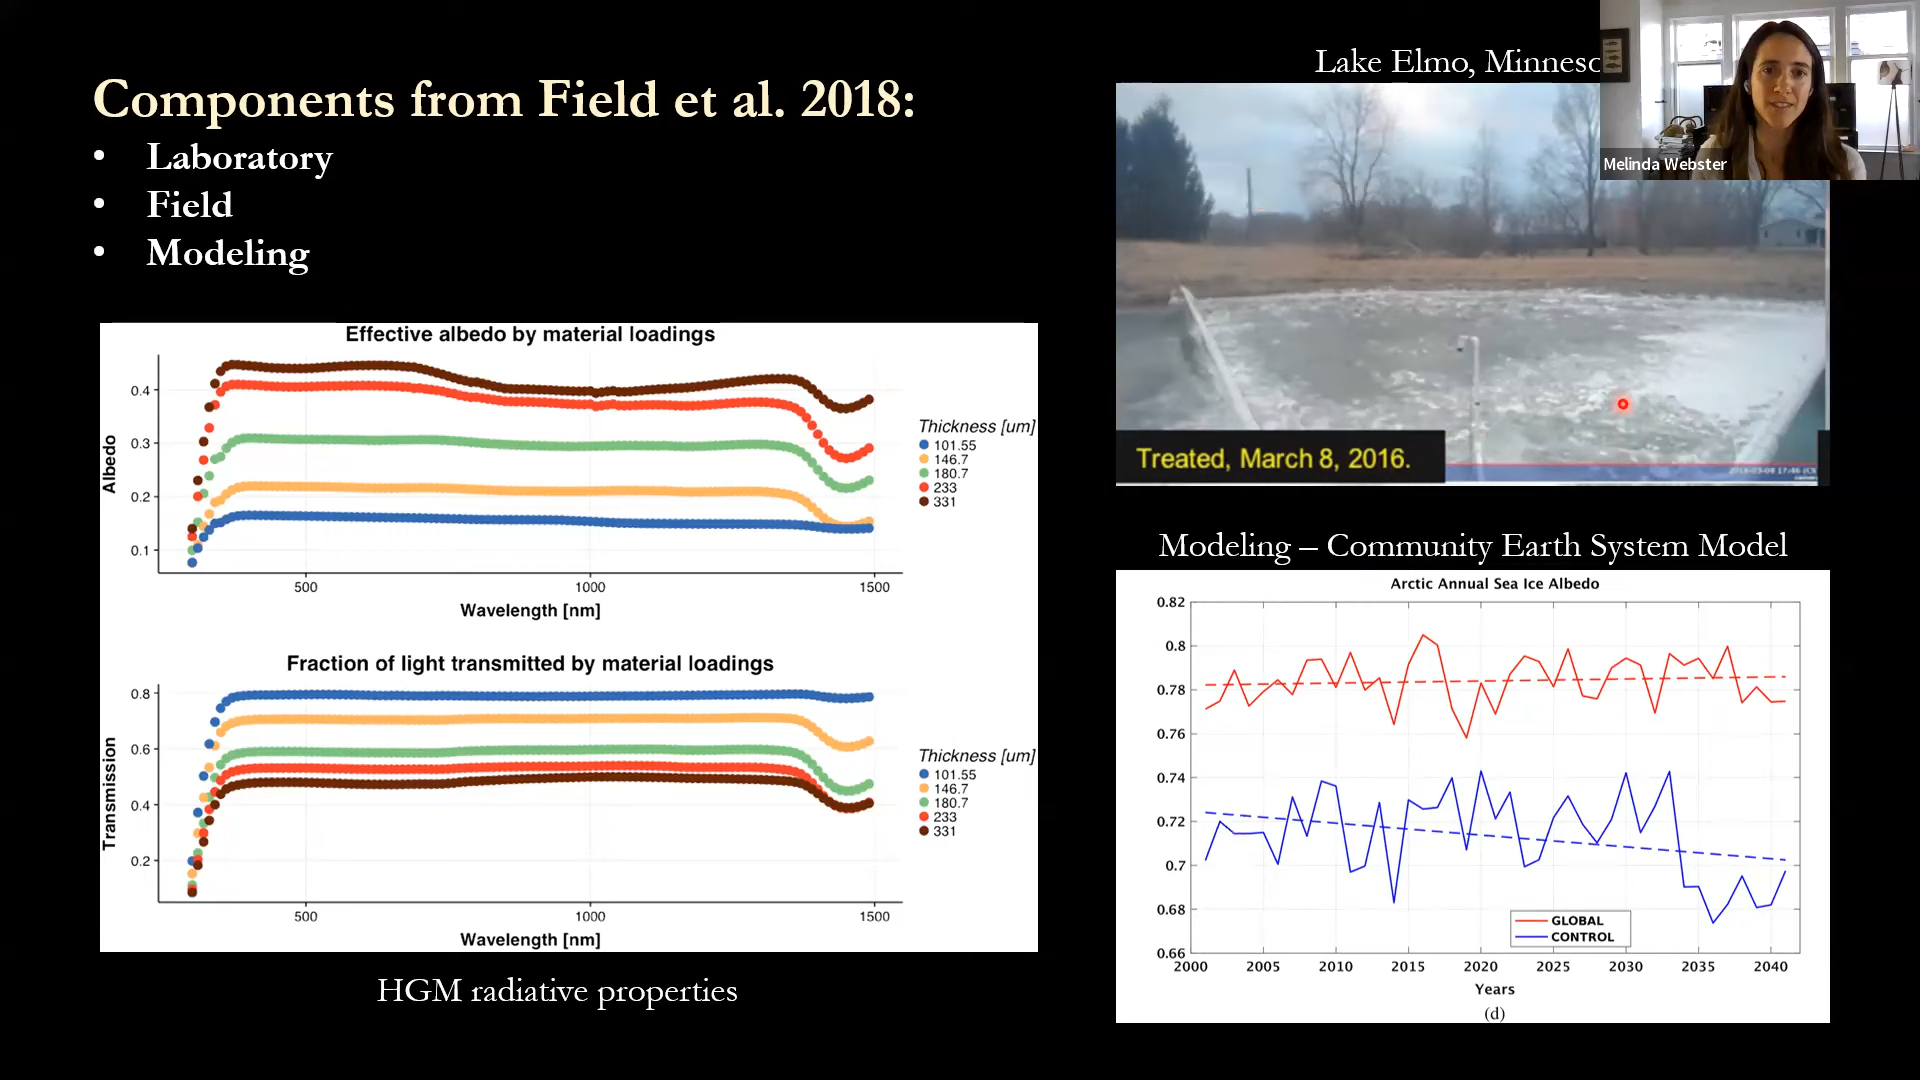 Components from Field et al. 2018:
• Laboratory
• Field
• Modeling
Effective albedo by material loadings
Albedo
0.4
0.3
0.2
0.1
500 1000 1500
Wavelength [nm]
Thickness [um]
101.55
146.7
180.7
233
331
Fraction of light transmitted by material loadings
Transmission
0.8
0.6
0.4
0.2
500 1000 1500
Wavelength [nm]
Thickness [um]
101.55
146.7
180.7
233
331
HGM radiative properties
Lake Elmo, Minneso
Melinda Webster
Treated, March 8, 2016.
Modeling – Community Earth System Model
Arctic Annual Sea Ice Albedo
0.82
0.8
0.78
0.76
0.74
0.72
0.7
0.68
0.66
2000 2005 2010 2015 2020 2025 2030 2035 2040
GLOBAL
CONTROL
Years
(d)